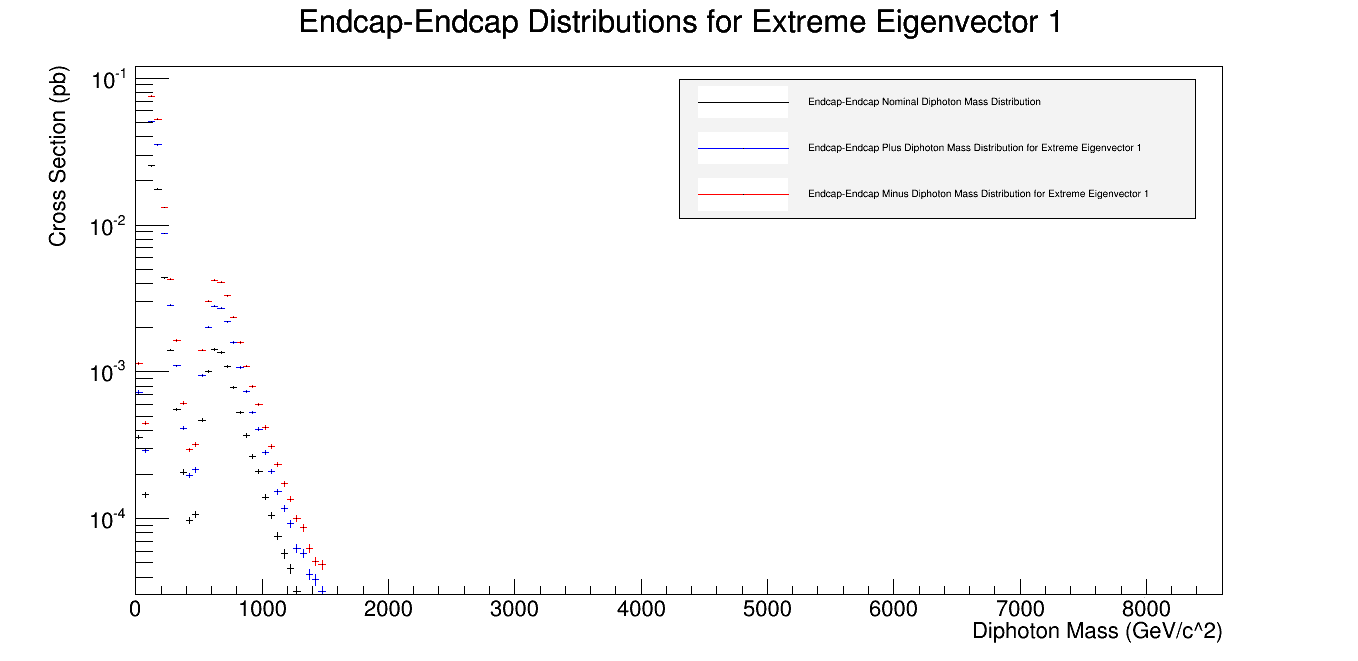 Endcap-Endcap Distributions for Extreme Eigenvector 1
Cross Section (pb)
10^-1
10^-2
10^-3
10^-4
Endcap-Endcap Nominal Diphoton Mass Distribution
Endcap-Endcap Plus Diphoton Mass Distribution for Extreme Eigenvector 1
Endcap-Endcap Minus Diphoton Mass Distribution for Extreme Eigenvector 1
0 1000 2000 3000 4000 5000 6000 7000 8000
Diphoton Mass (GeV/c^2)